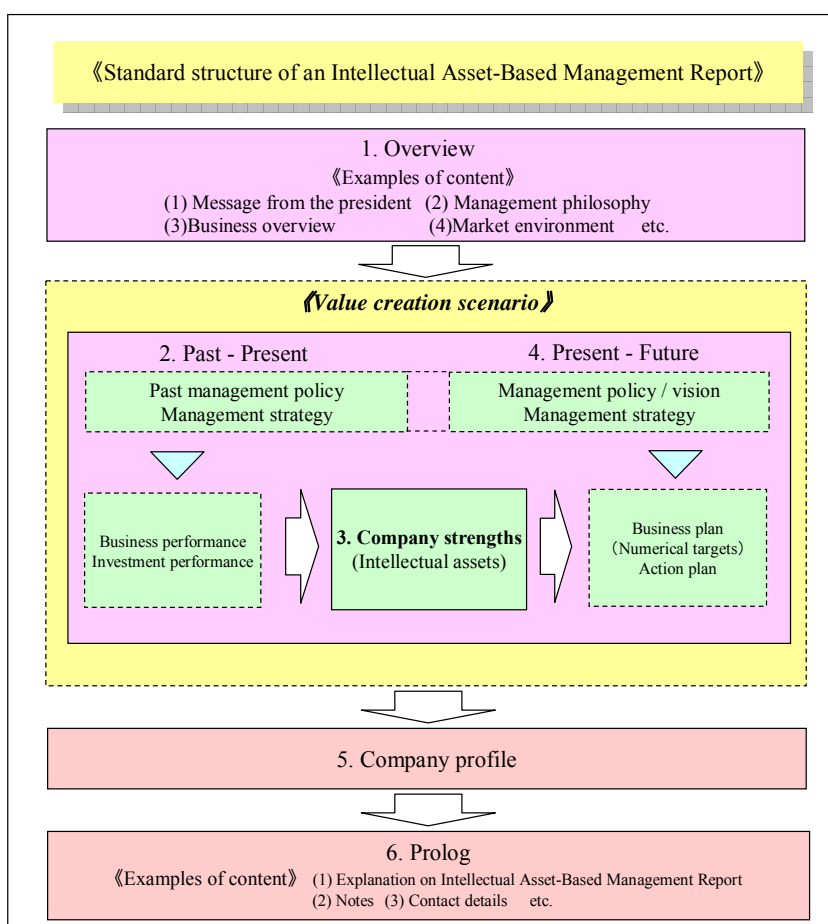 《Standard structure of an Intellectual Asset-Based Management Report》
1. Overview
《Examples of content》
(1) Message from the president (2) Management philosophy
(3)Business overview (4)Market environment etc.
《Value creation scenario》
2. Past - Present
Past management policy
Management strategy
Business performance
Investment performance
3. Company strengths
(Intellectual assets)
4. Present - Future
Management policy / vision
Management strategy
Business plan
（Numerical targets）
Action plan
5. Company profile
6. Prolog
《Examples of content》 (1) Explanation on Intellectual Asset-Based Management Report
(2) Notes (3) Contact details etc.